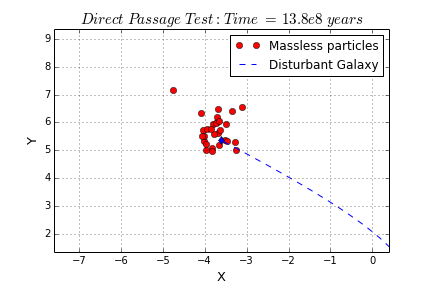 Direct Passage Test : Time = 13.8e8 years
Massless particles
Disturbant Galaxy
Y
9
8
7
6
5
4
3
2
−7 −6 −5 −4 −3 −2 −1 0
X